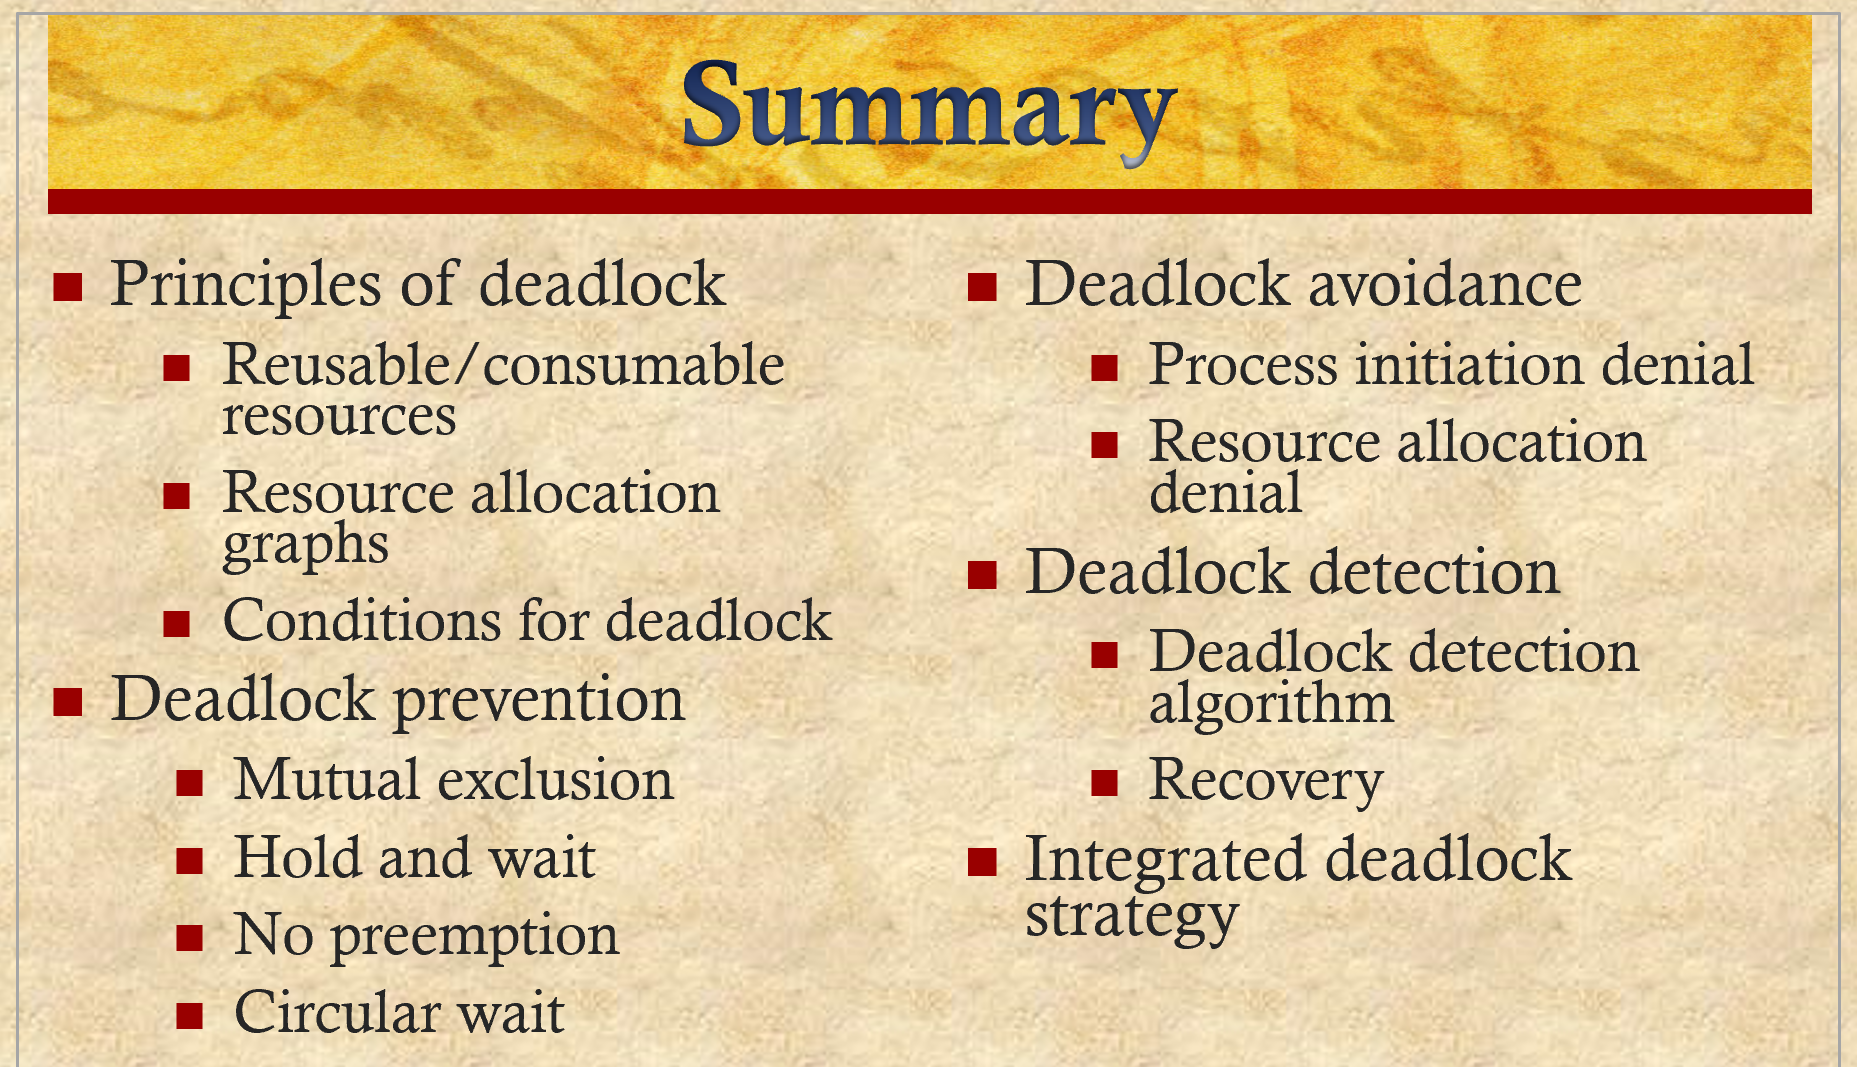 Summary
Principles of deadlock
Reusable/consumable
resources
Resource allocation
graphs
Conditions for deadlock
Deadlock prevention
Mutual exclusion
Hold and wait
No preemption
Circular wait
Deadlock avoidance
Process initiation denial
Resource allocation
denial
Deadlock detection
Deadlock detection
algorithm
Recovery
Integrated deadlock
strategy